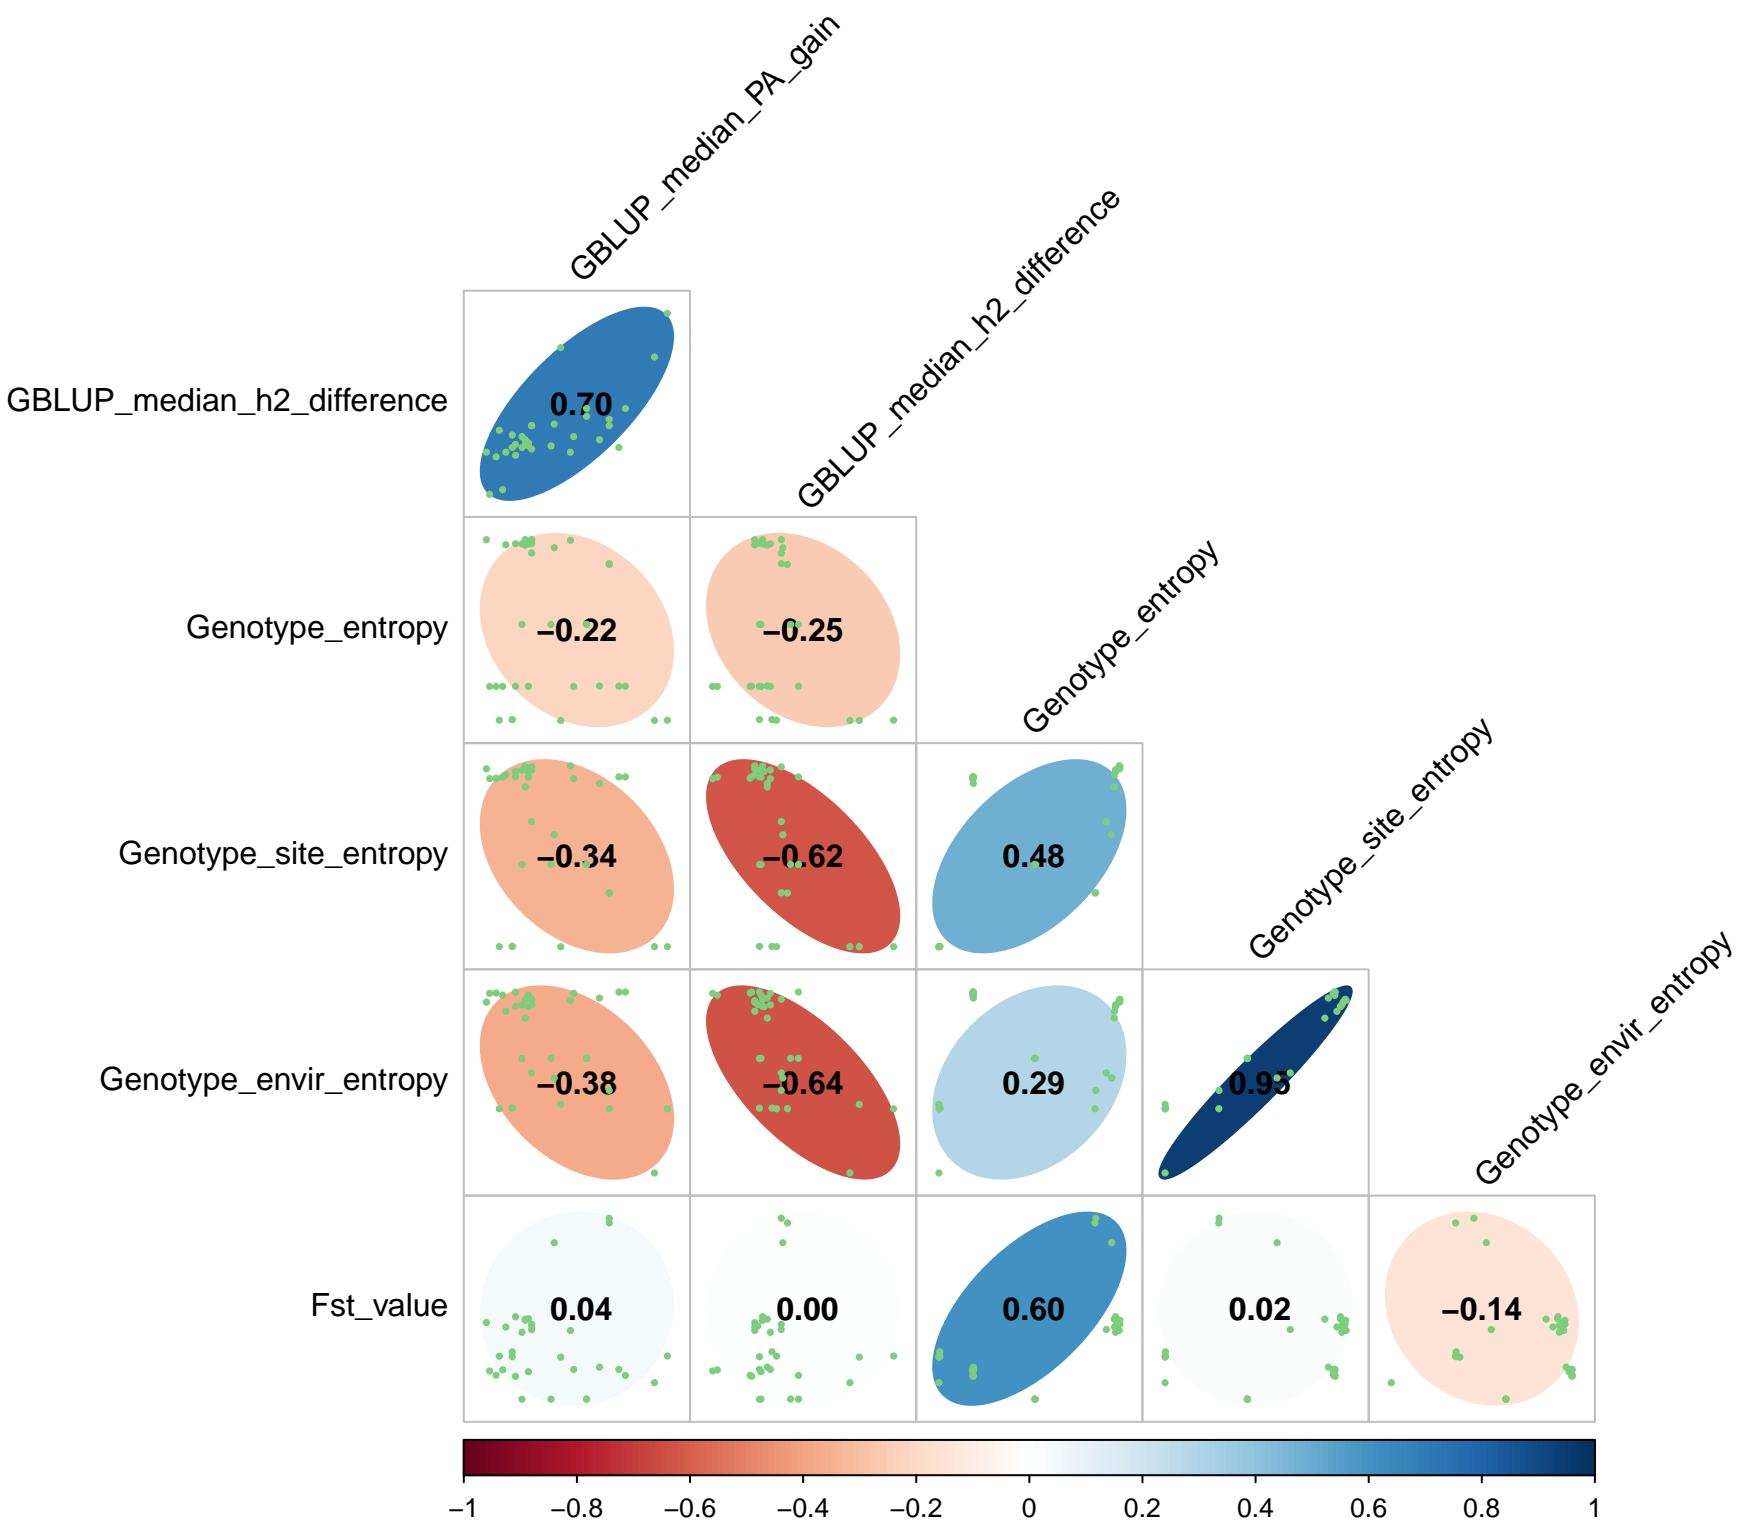 GBLUP_median_PA_gain
GBLUP_median_h2_difference
Genotype_entropy
Genotype_site_entropy
Genotype_envir_entropy
GBLUP_median_h2_difference 0.70
Genotype_entropy −0.22 −0.25
Genotype_site_entropy −0.34 −0.62 0.48
Genotype_envir_entropy −0.38 −0.64 0.29 0.95
Fst_value 0.04 0.00 0.60 0.02 −0.14
−1 −0.8 −0.6 −0.4 −0.2 0 0.2 0.4 0.6 0.8 1